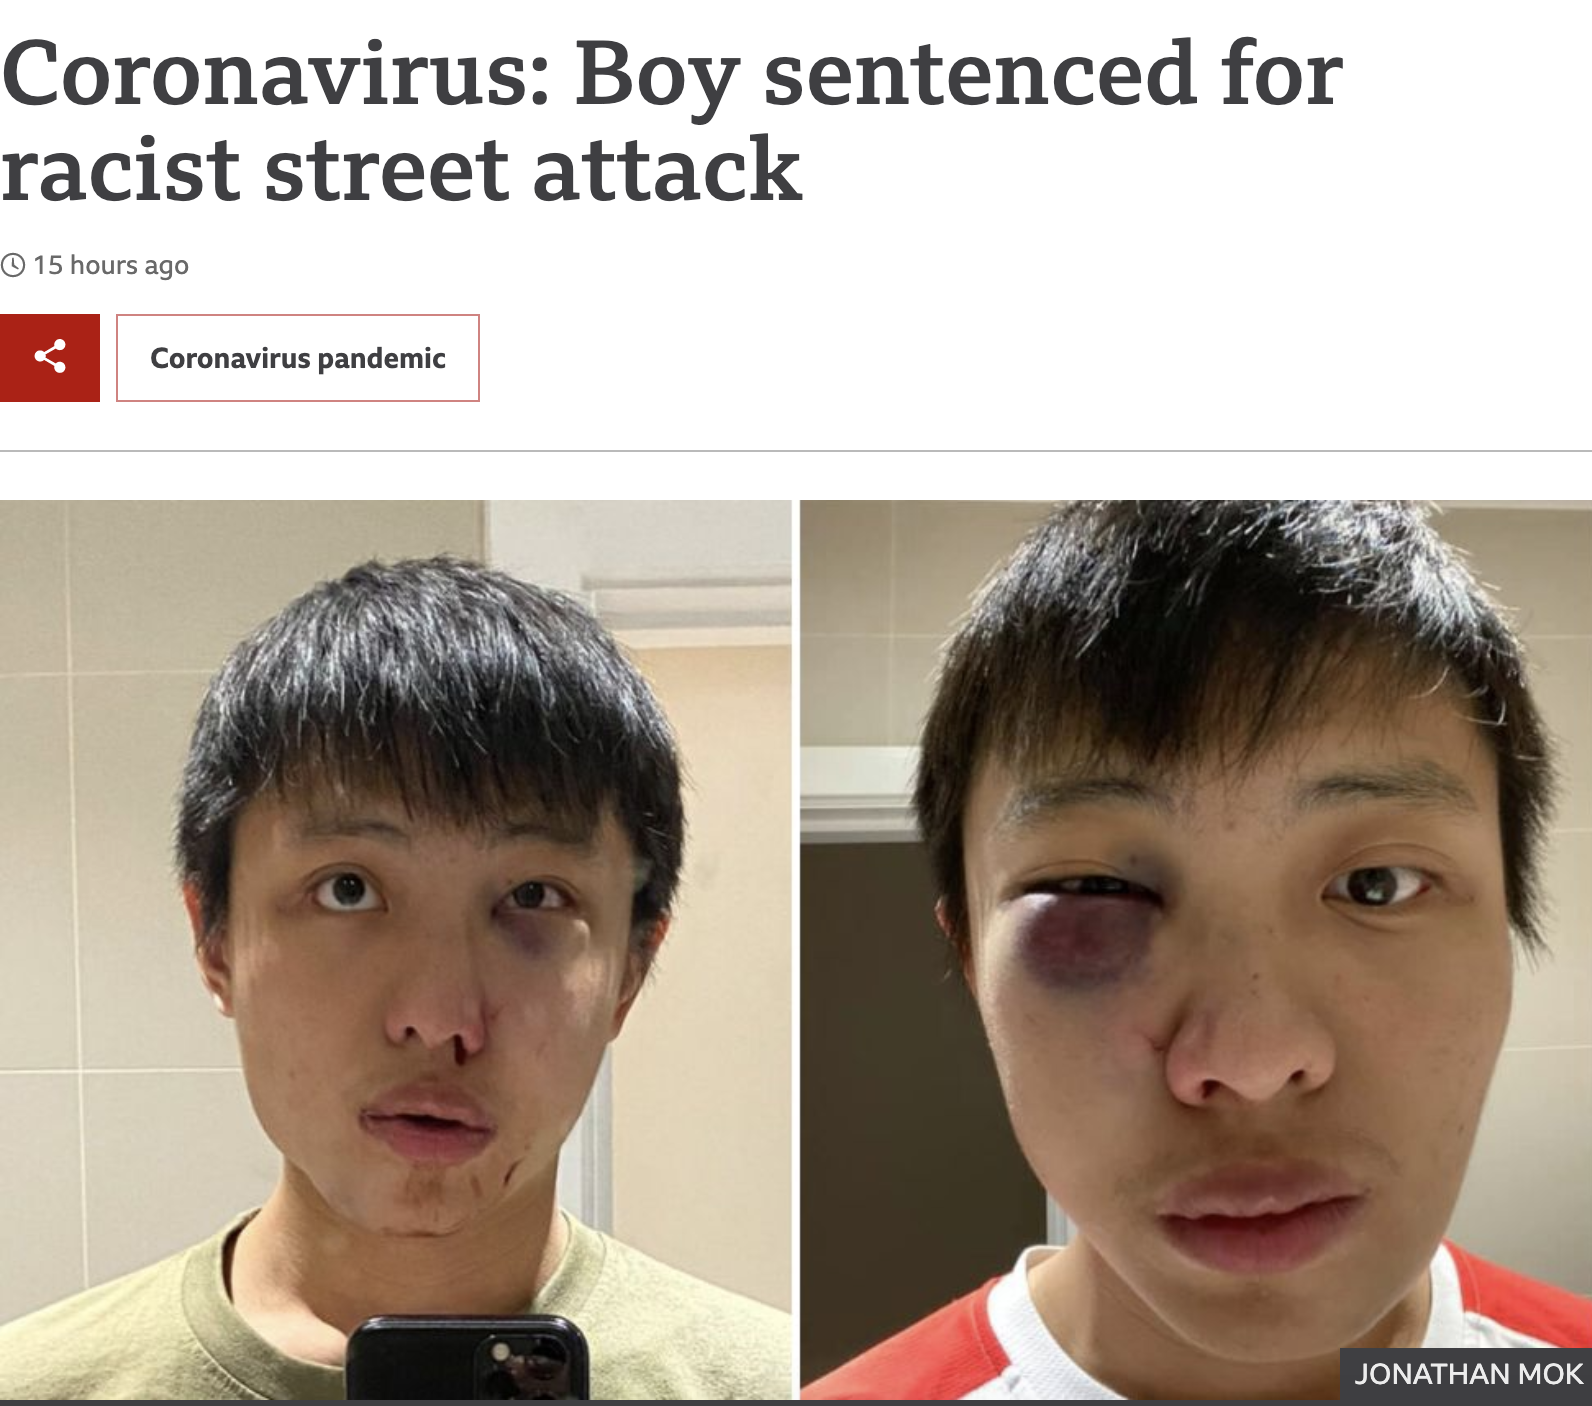 Coronavirus: Boy sentenced for
racist street attack
15 hours ago
Coronavirus pandemic
JONATHAN MOK